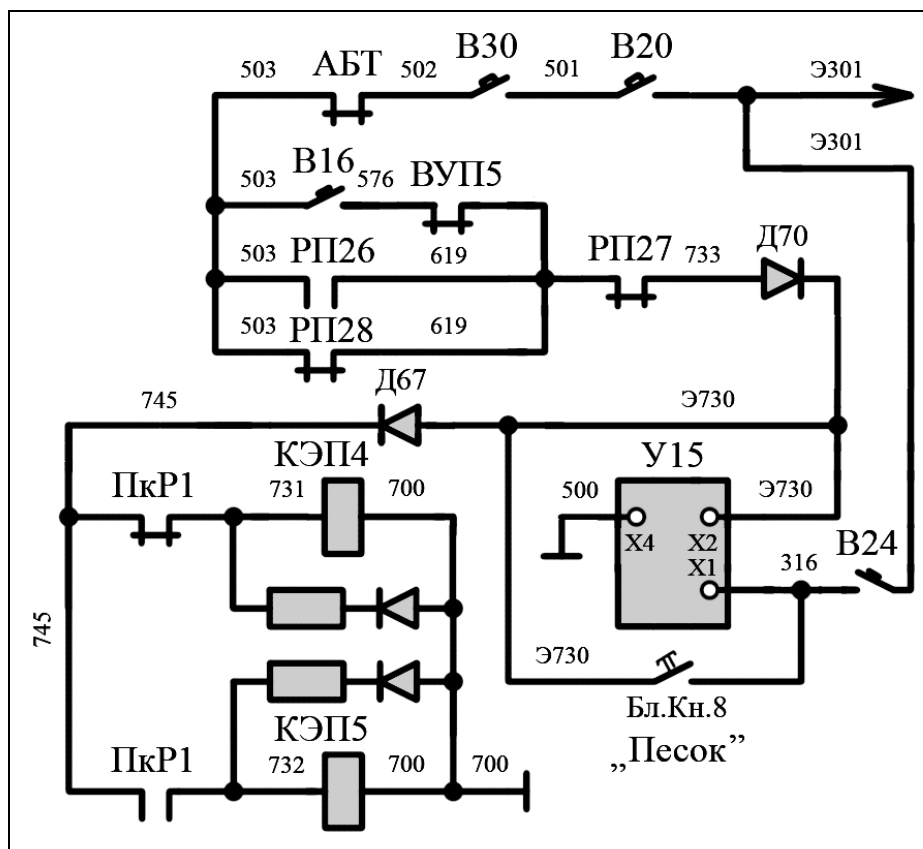 503 АБТ 502 В30 501 В20 Э301
Э301
503 В16 576 ВУП5
503 РП26 619 РП27 733 Д70
503 РП28 619
745 Д67 Э730
У15
КЭП4
ПкР1 731 700 500 Э730
X4 X2
X1 316 В24
745
Э730
Бл.Кн.8
„Песок”
КЭП5
ПкР1 732 700 700